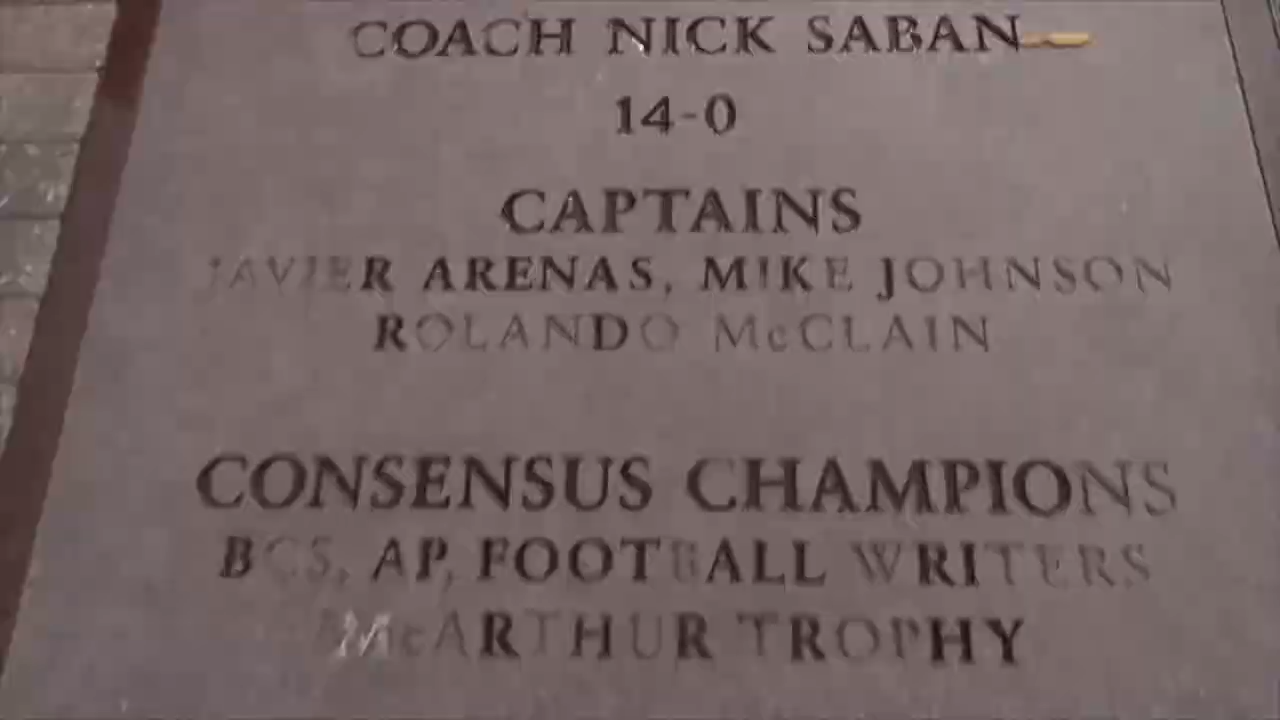 COACH NICK SABAN
14-0
CAPTAINS
JAVIER ARENAS, MIKE JOHNSON
ROLANDO McCLAIN
CONSENSUS CHAMPIONS
BCS, AP, FOOTBALL WRITERS
McARTHUR TROPHY